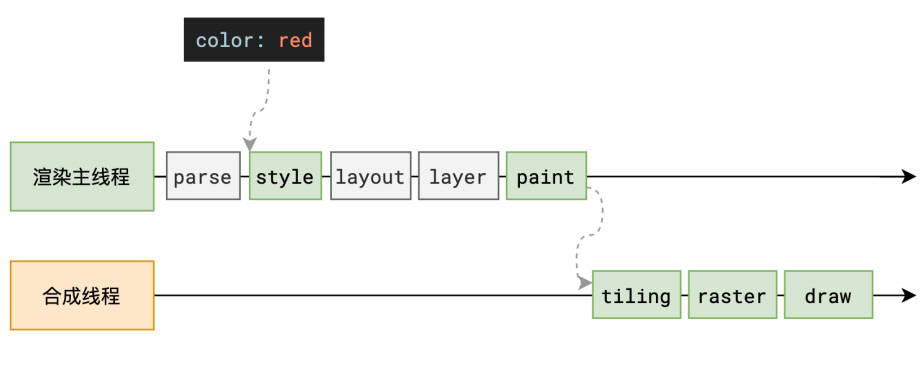 color: red
渲染主线程
parse
style
layout
layer
paint
合成线程
tiling
raster
draw